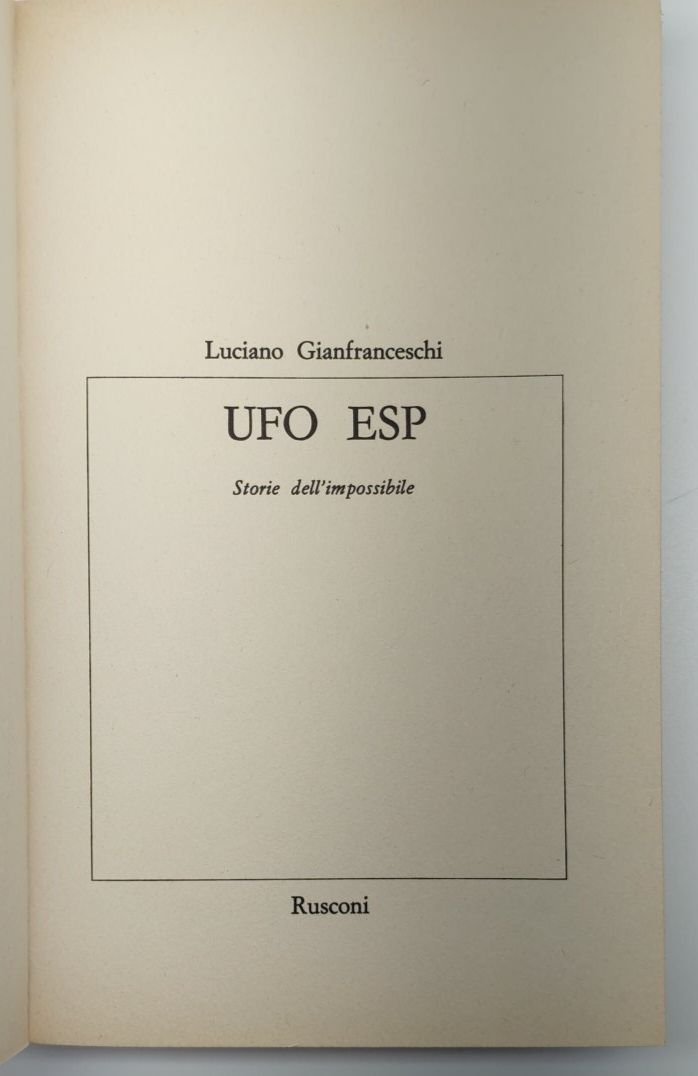 Luciano Gianfranceschi
UFO ESP
Storie dell'impossibile
Rusconi